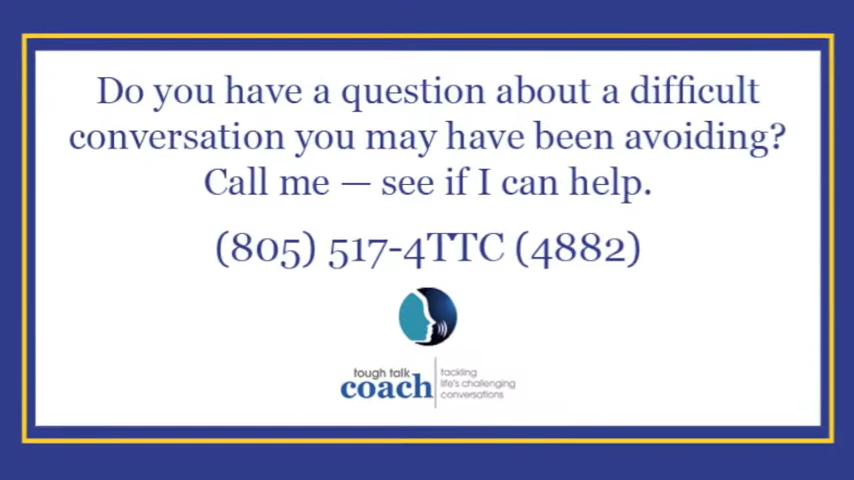 Do you have a question about a difficult
conversation you may have been avoiding?
Call me — see if I can help.
(805) 517-4TTC (4882)
tough talk
coach
tackling
life's challenging
conversations